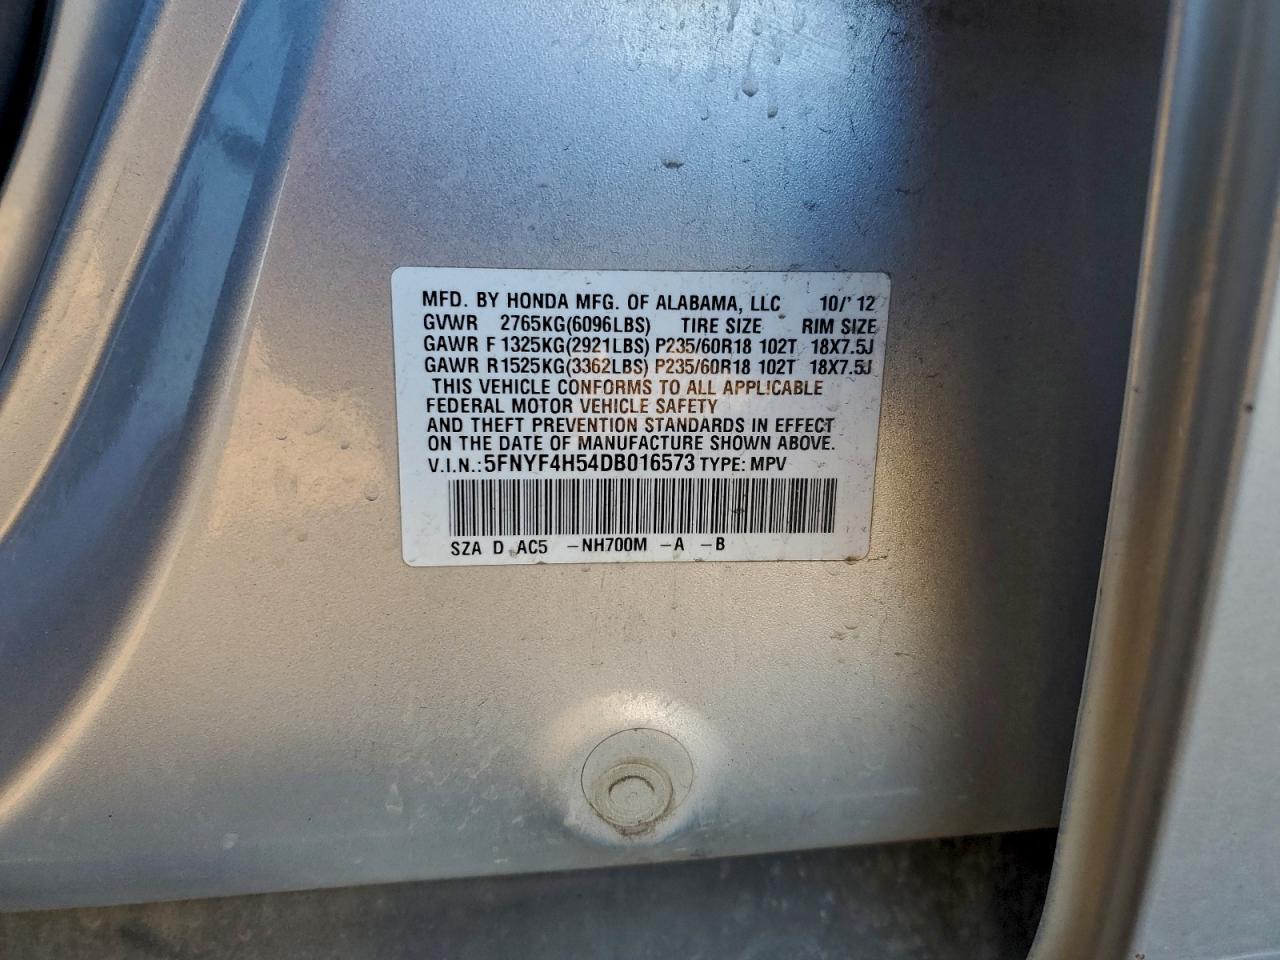 MFD. BY HONDA MFG. OF ALABAMA, LLC 10/'12
GVWR 2765KG(6096LBS) TIRE SIZE RIM SIZE
GAWR F 1325KG(2921LBS) P235/60R18 102T 18X7.5J
GAWR R1525KG(3362LBS) P235/60R18 102T 18X7.5J
THIS VEHICLE CONFORMS TO ALL APPLICABLE
FEDERAL MOTOR VEHICLE SAFETY
AND THEFT PREVENTION STANDARDS IN EFFECT
ON THE DATE OF MANUFACTURE SHOWN ABOVE.
V.I.N.:5FNYF4H54DB016573 TYPE: MPV
SZA D AC5 -NH700M -A -B